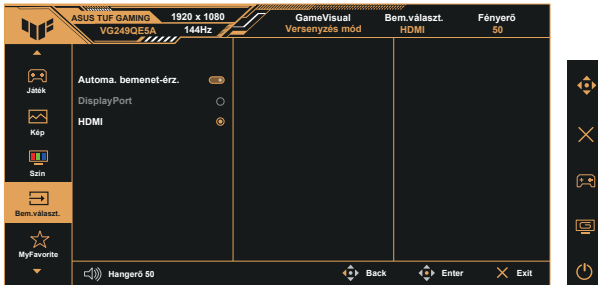 ASUS TUF GAMING 1920 x 1080
VG249QE5A 144Hz
GameVisual
Versenyzés mód
Bem.választ.
HDMI
Fényerő
50
Játék
Kép
Szín
Bem.választ.
MyFavorite
Automa. bemenet-érz.
DisplayPort
HDMI
Hangerő 50
Back
Enter
Exit